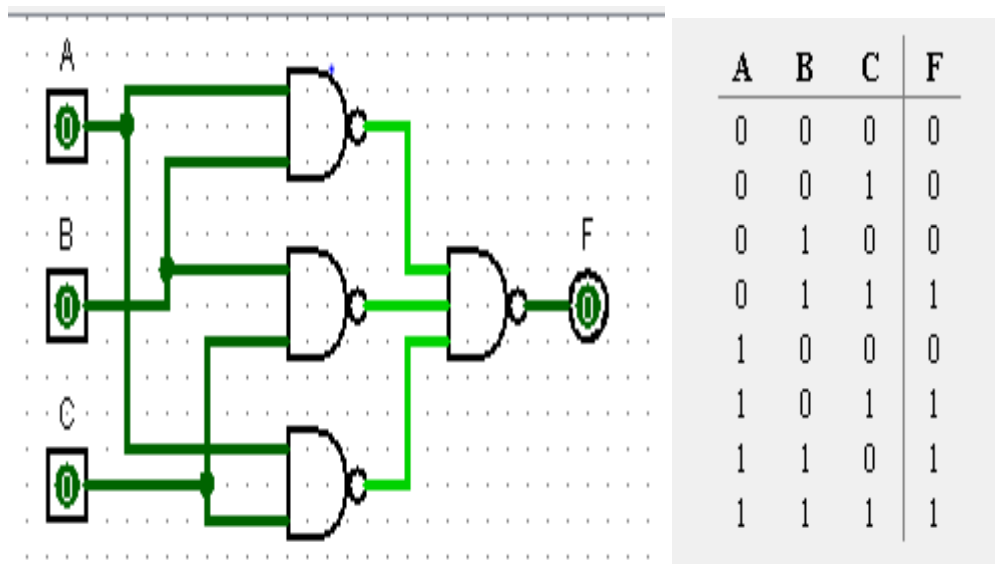 A
0
B
0
C
0
F
0
A B C F
0 0 0 0
0 0 1 0
0 1 0 0
0 1 1 1
1 0 0 0
1 0 1 1
1 1 0 1
1 1 1 1